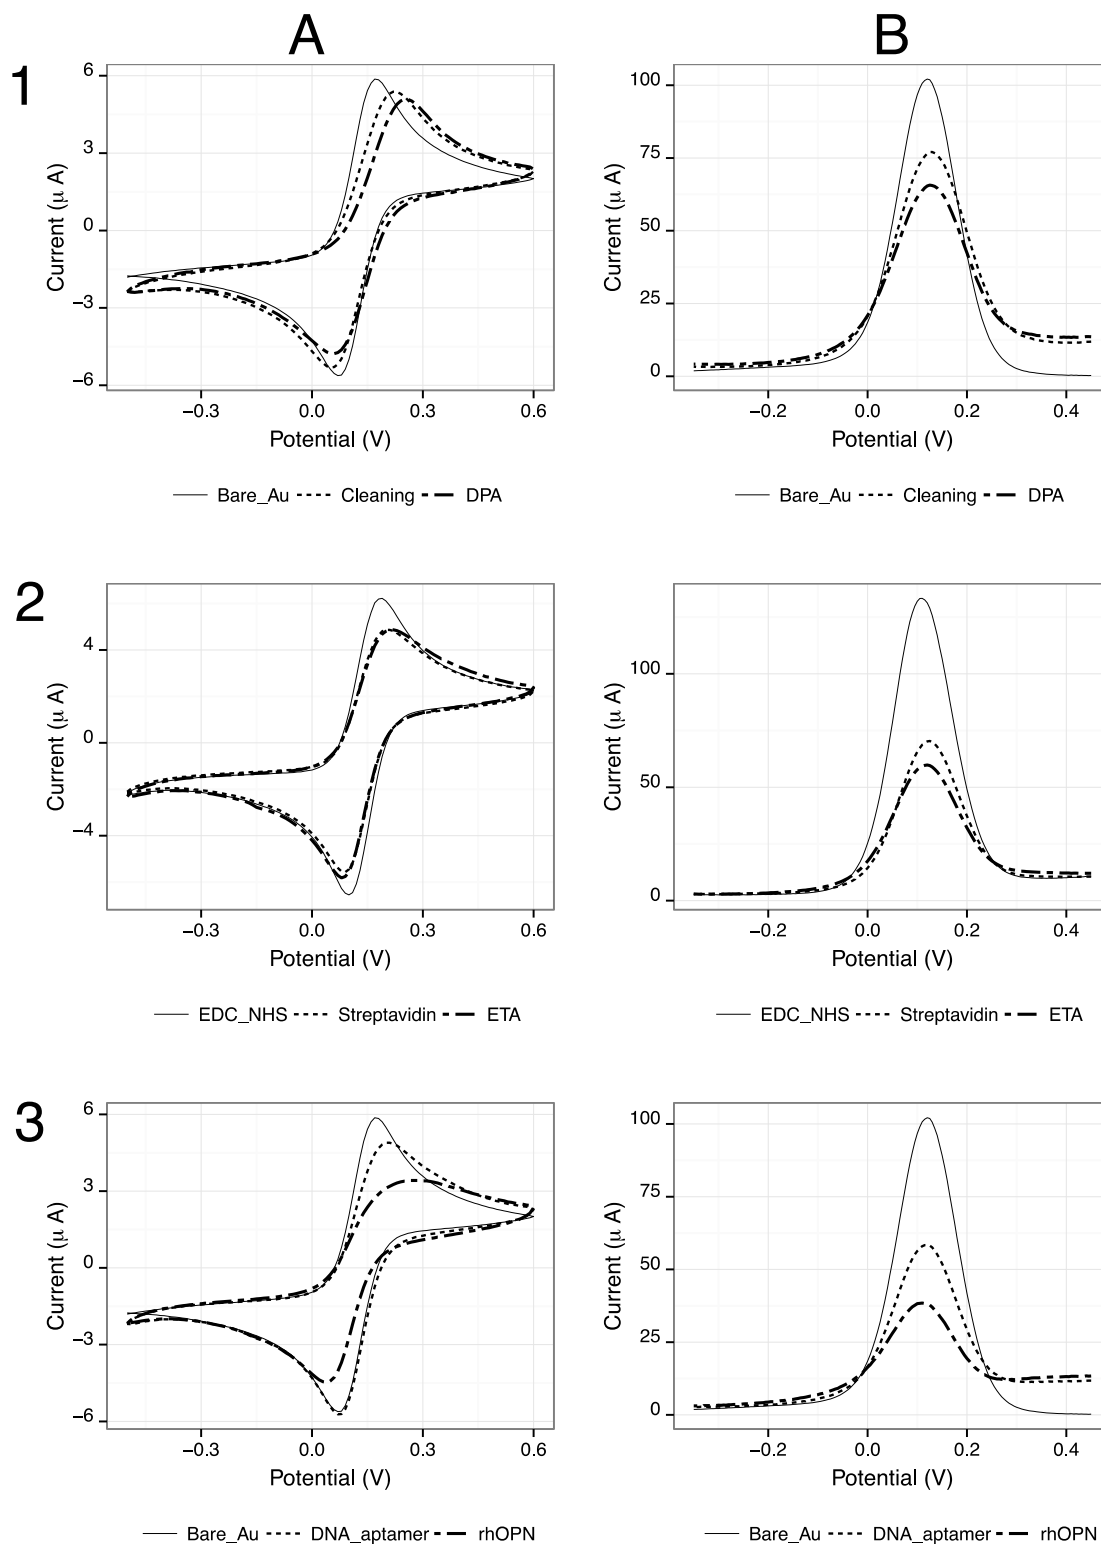 A B
1
6
3
0
−3
−6
Current (μ A)
−0.3 0.0 0.3 0.6
Potential (V)
Bare_Au Cleaning DPA
100
75
50
25
0
Current (μ A)
−0.2 0.0 0.2 0.4
Potential (V)
Bare_Au Cleaning DPA
2
4
0
−4
Current (μ A)
−0.3 0.0 0.3 0.6
Potential (V)
EDC_NHS Streptavidin ETA
100
50
0
Current (μ A)
−0.2 0.0 0.2 0.4
Potential (V)
EDC_NHS Streptavidin ETA
3
6
3
0
−3
−6
Current (μ A)
−0.3 0.0 0.3 0.6
Potential (V)
Bare_Au DNA_aptamer rhOPN
100
75
50
25
0
Current (μ A)
−0.2 0.0 0.2 0.4
Potential (V)
Bare_Au DNA_aptamer rhOPN